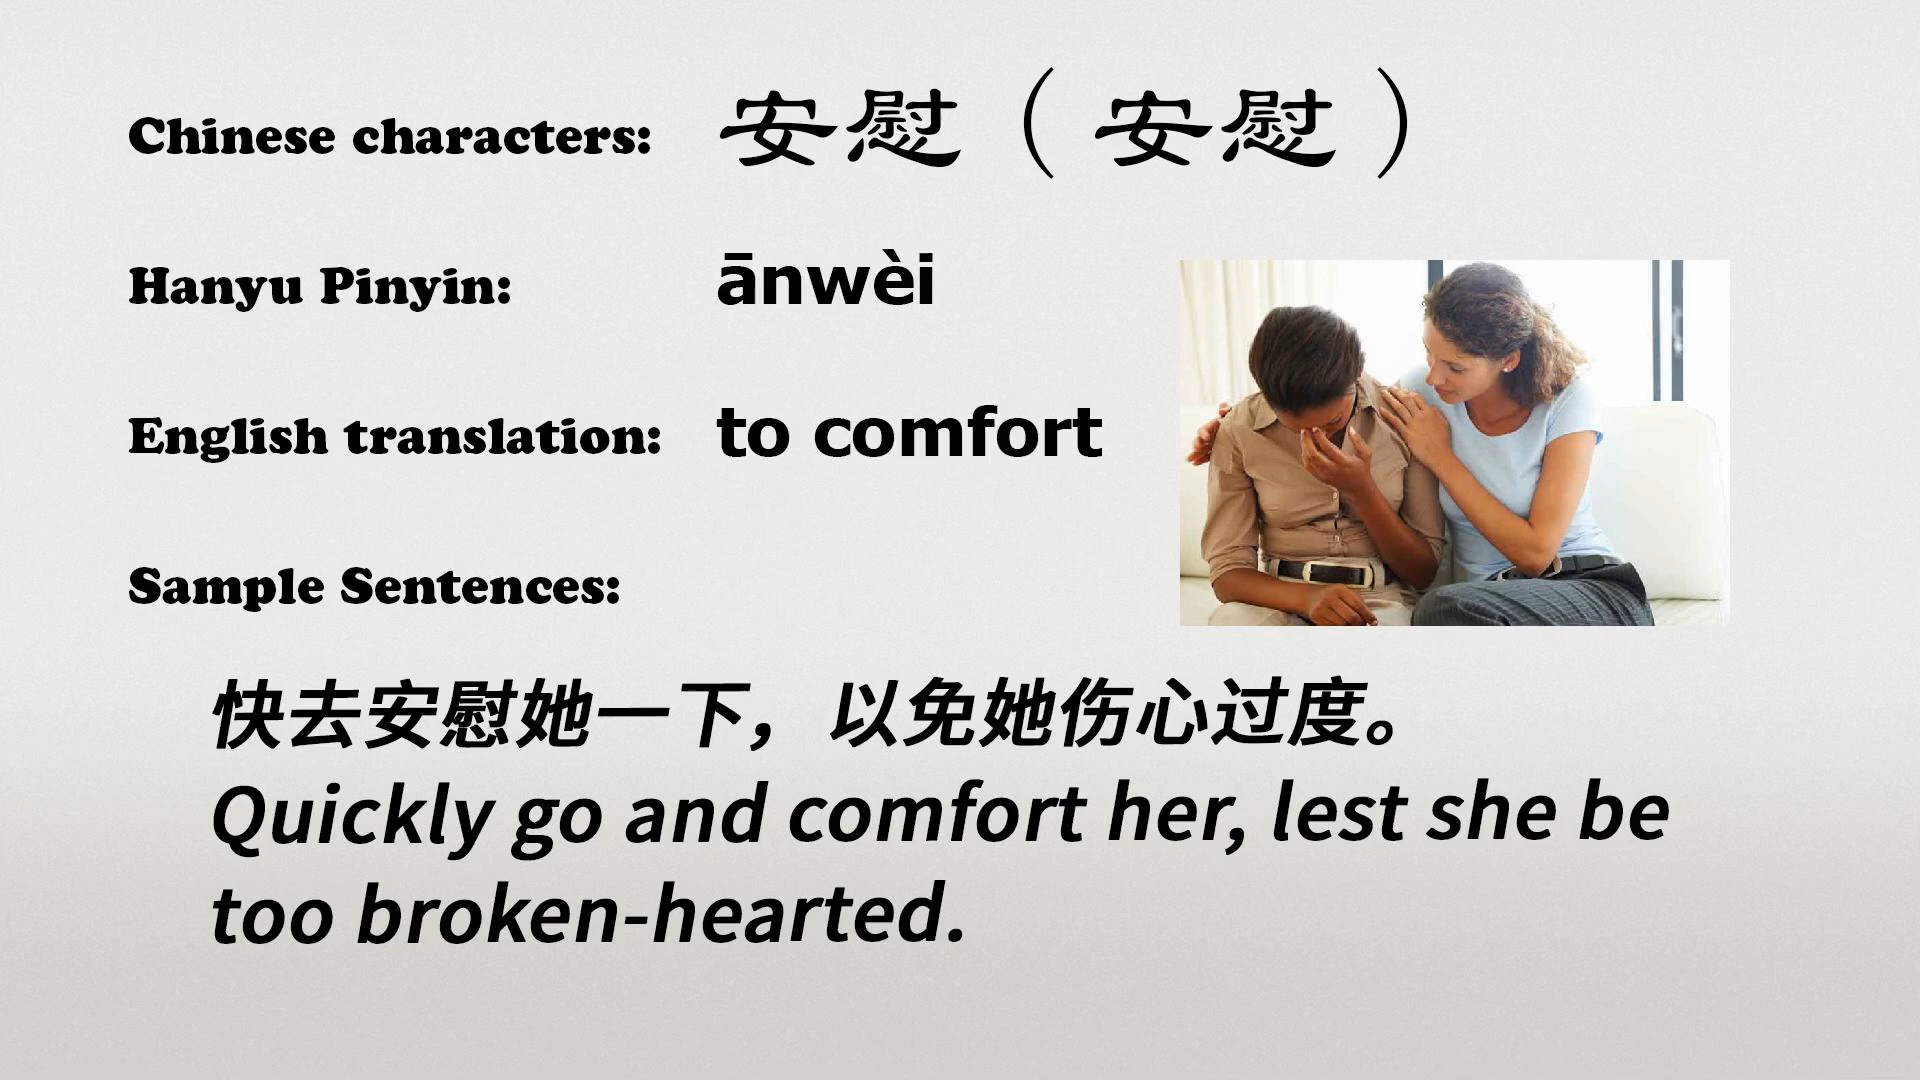 Chinese characters: 安慰（安慰）
Hanyu Pinyin: ānwèi
English translation: to comfort
Sample Sentences:
快去安慰她一下，以免她伤心过度。
Quickly go and comfort her, lest she be
too broken-hearted.